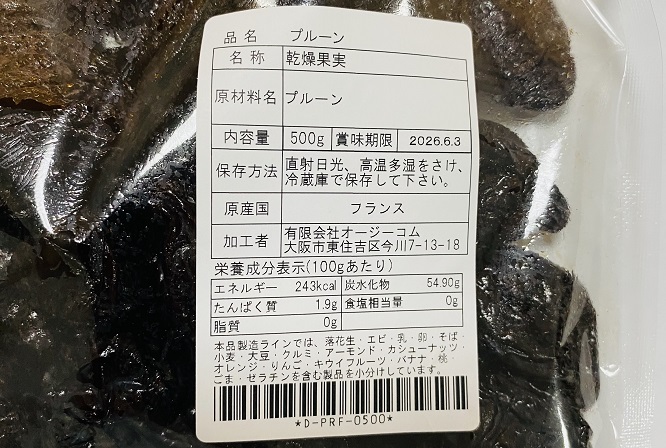 品名 プルーン
名称 乾燥果実
原材料名 プルーン
内容量 500g 賞味期限 2026.6.3
保存方法 直射日光、高温多湿をさけ、
冷蔵庫で保存して下さい。
原産国 フランス
加工者 有限会社オージーコム
大阪市東住吉区今川7-13-18
栄養成分表示(100gあたり)
エネルギー 243kcal 炭水化物 54.90g
たんぱく質 1.9g 食塩相当量 0g
脂質 0g
本品製造ラインでは、落花生・エビ・乳・卵・そば・
小麦・大豆・クルミ・アーモンド・カシューナッツ・
オレンジ・りんご・キウイフルーツ・バナナ・桃・
ごま・ゼラチンを含む製品を小分けしています。
*D-PRF-0500*